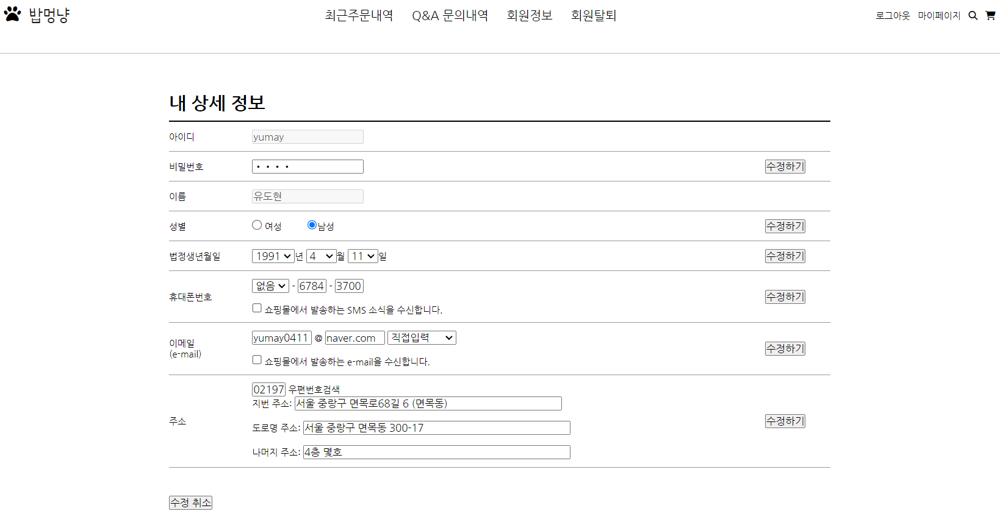 밥멍냥 최근주문내역 Q&A 문의내역 회원정보 회원탈퇴 로그아웃 마이페이지
내 상세 정보
아이디 yumay
비밀번호 •••• 수정하기
이름 유도현
성별 여성 남성 수정하기
법정생년월일 1991 년 4 월 11 일 수정하기
휴대폰번호 없음 - 6784 - 3700 수정하기
쇼핑몰에서 발송하는 SMS 소식을 수신합니다.
이메일
(e-mail) yumay0411 @ naver.com 직접입력 수정하기
쇼핑몰에서 발송하는 e-mail을 수신합니다.
주소 02197 우편번호검색
지번 주소: 서울 중랑구 면목로68길 6 (면목동)
도로명 주소: 서울 중랑구 면목동 300-17 수정하기
나머지 주소: 4층 몇호
수정 취소